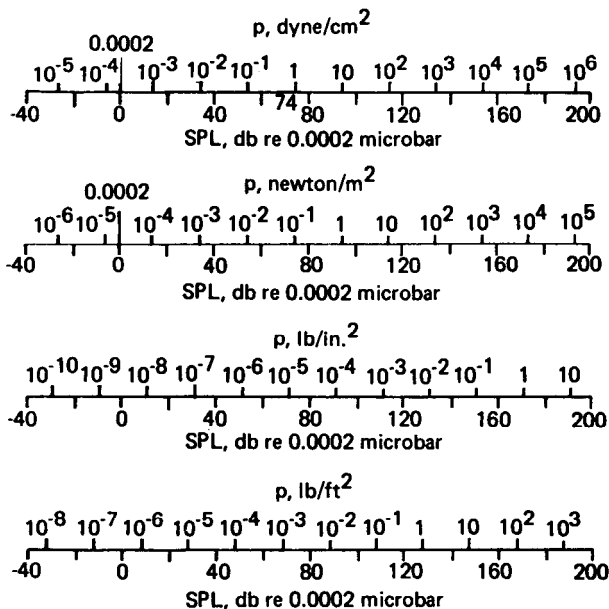 p, dyne/cm²
0.0002
10⁻⁵ 10⁻⁴ 10⁻³ 10⁻² 10⁻¹ 1 10 10² 10³ 10⁴ 10⁵ 10⁶
74
-40 0 40 80 120 160 200
SPL, db re 0.0002 microbar
p, newton/m²
0.0002
10⁻⁶ 10⁻⁵ 10⁻⁴ 10⁻³ 10⁻² 10⁻¹ 1 10 10² 10³ 10⁴ 10⁵
-40 0 40 80 120 160 200
SPL, db re 0.0002 microbar
p, lb/in.²
10⁻¹⁰ 10⁻⁹ 10⁻⁸ 10⁻⁷ 10⁻⁶ 10⁻⁵ 10⁻⁴ 10⁻³ 10⁻² 10⁻¹ 1 10
-40 0 40 80 120 160 200
SPL, db re 0.0002 microbar
p, lb/ft²
10⁻⁸ 10⁻⁷ 10⁻⁶ 10⁻⁵ 10⁻⁴ 10⁻³ 10⁻² 10⁻¹ 1 10 10² 10³
-40 0 40 80 120 160 200
SPL, db re 0.0002 microbar